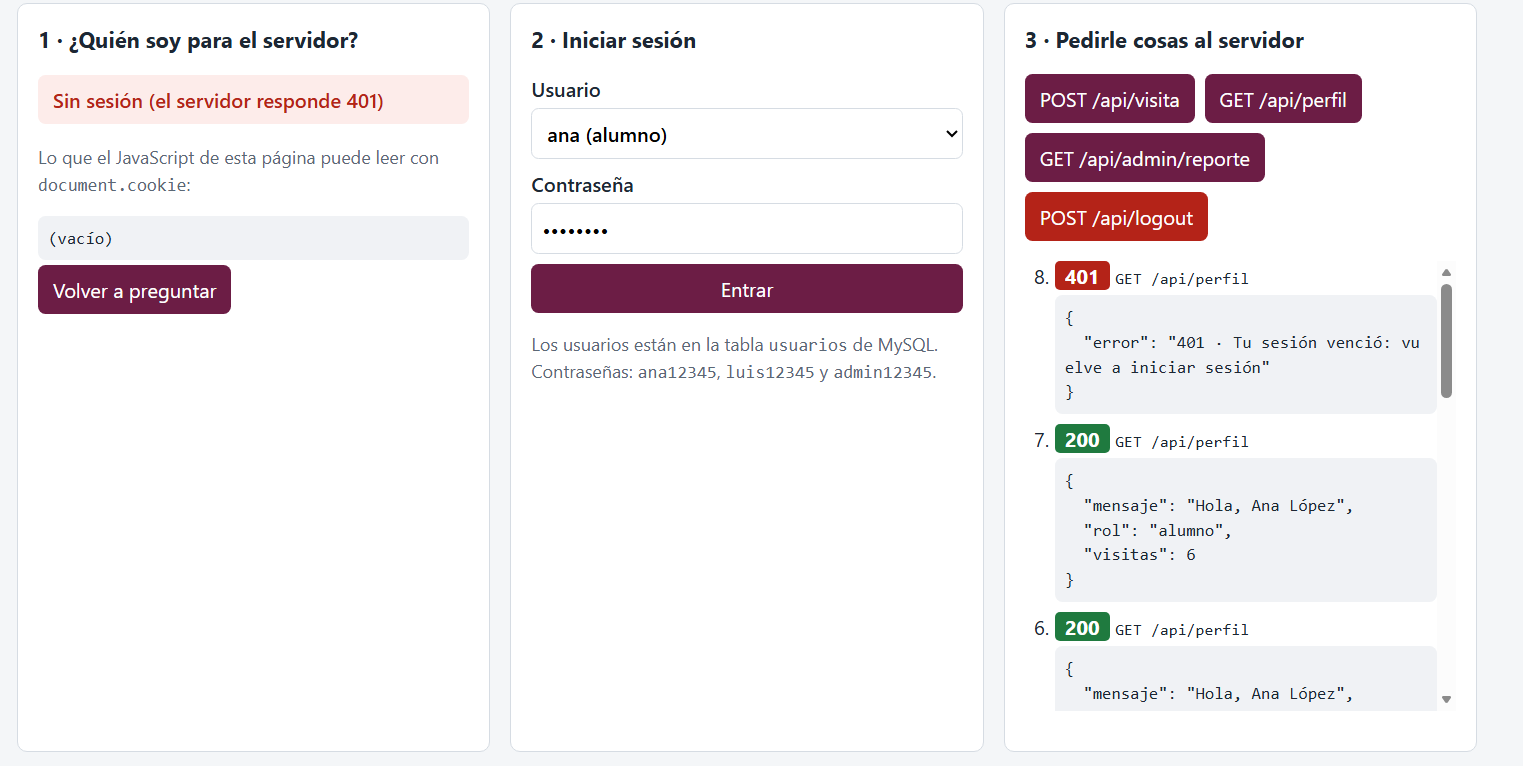 1 · ¿Quién soy para el servidor?
Sin sesión (el servidor responde 401)
Lo que el JavaScript de esta página puede leer con
document.cookie:
(vacío)
Volver a preguntar
2 · Iniciar sesión
Usuario
ana (alumno)
Contraseña
••••••••
Entrar
Los usuarios están en la tabla usuarios de MySQL.
Contraseñas: ana12345, luis12345 y admin12345.
3 · Pedirle cosas al servidor
POST /api/visita
GET /api/perfil
GET /api/admin/reporte
POST /api/logout
8. 401 GET /api/perfil
{
  "error": "401 · Tu sesión venció: vu
elve a iniciar sesión"
}
7. 200 GET /api/perfil
{
  "mensaje": "Hola, Ana López",
  "rol": "alumno",
  "visitas": 6
}
6. 200 GET /api/perfil
{
  "mensaje": "Hola, Ana López",